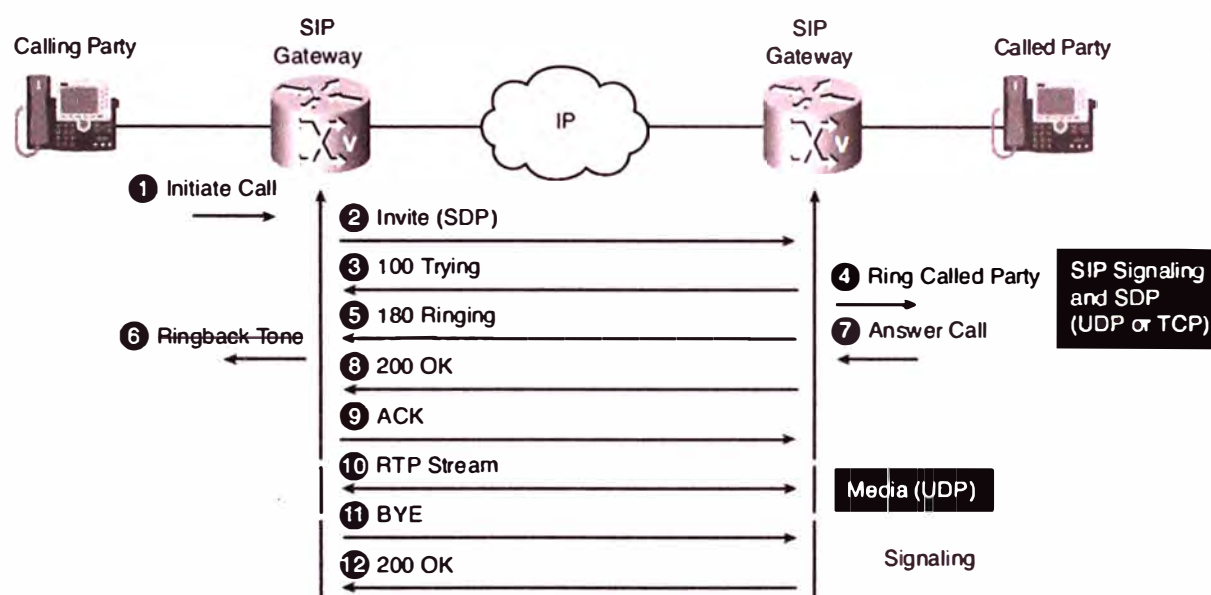 SIP
Gateway
SIP
Gateway
Calling Party
Called Party
IP
V
V
1 Initiate Call
2 Invite (SDP)
3 100 Trying
4 Ring Called Party
SIP Signaling
and SDP
(UDP or TCP)
5 180 Ringing
6 Ringback Tone
7 Answer Call
8 200 OK
9 ACK
10 RTP Stream
Media (UDP)
11 BYE
Signaling
12 200 OK